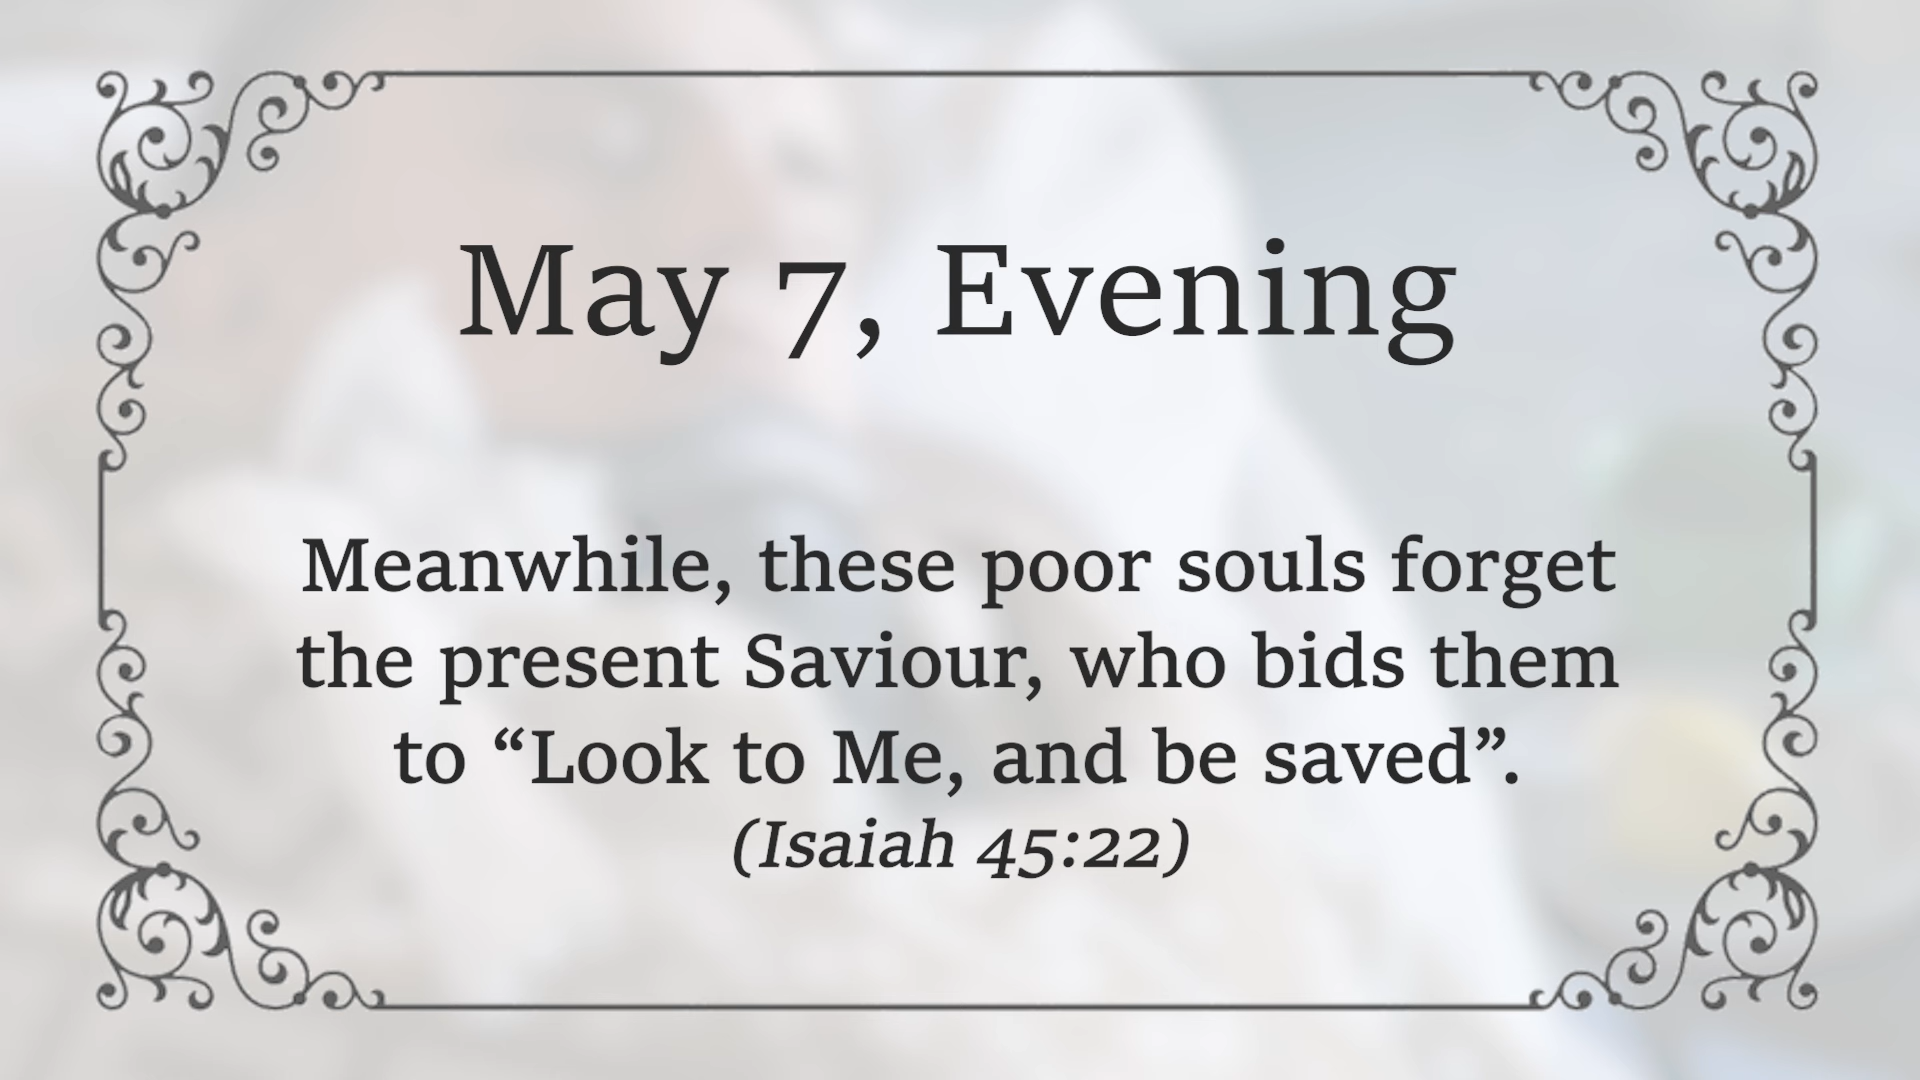 May 7, Evening
Meanwhile, these poor souls forget
the present Saviour, who bids them
to “Look to Me, and be saved”.
(Isaiah 45:22)